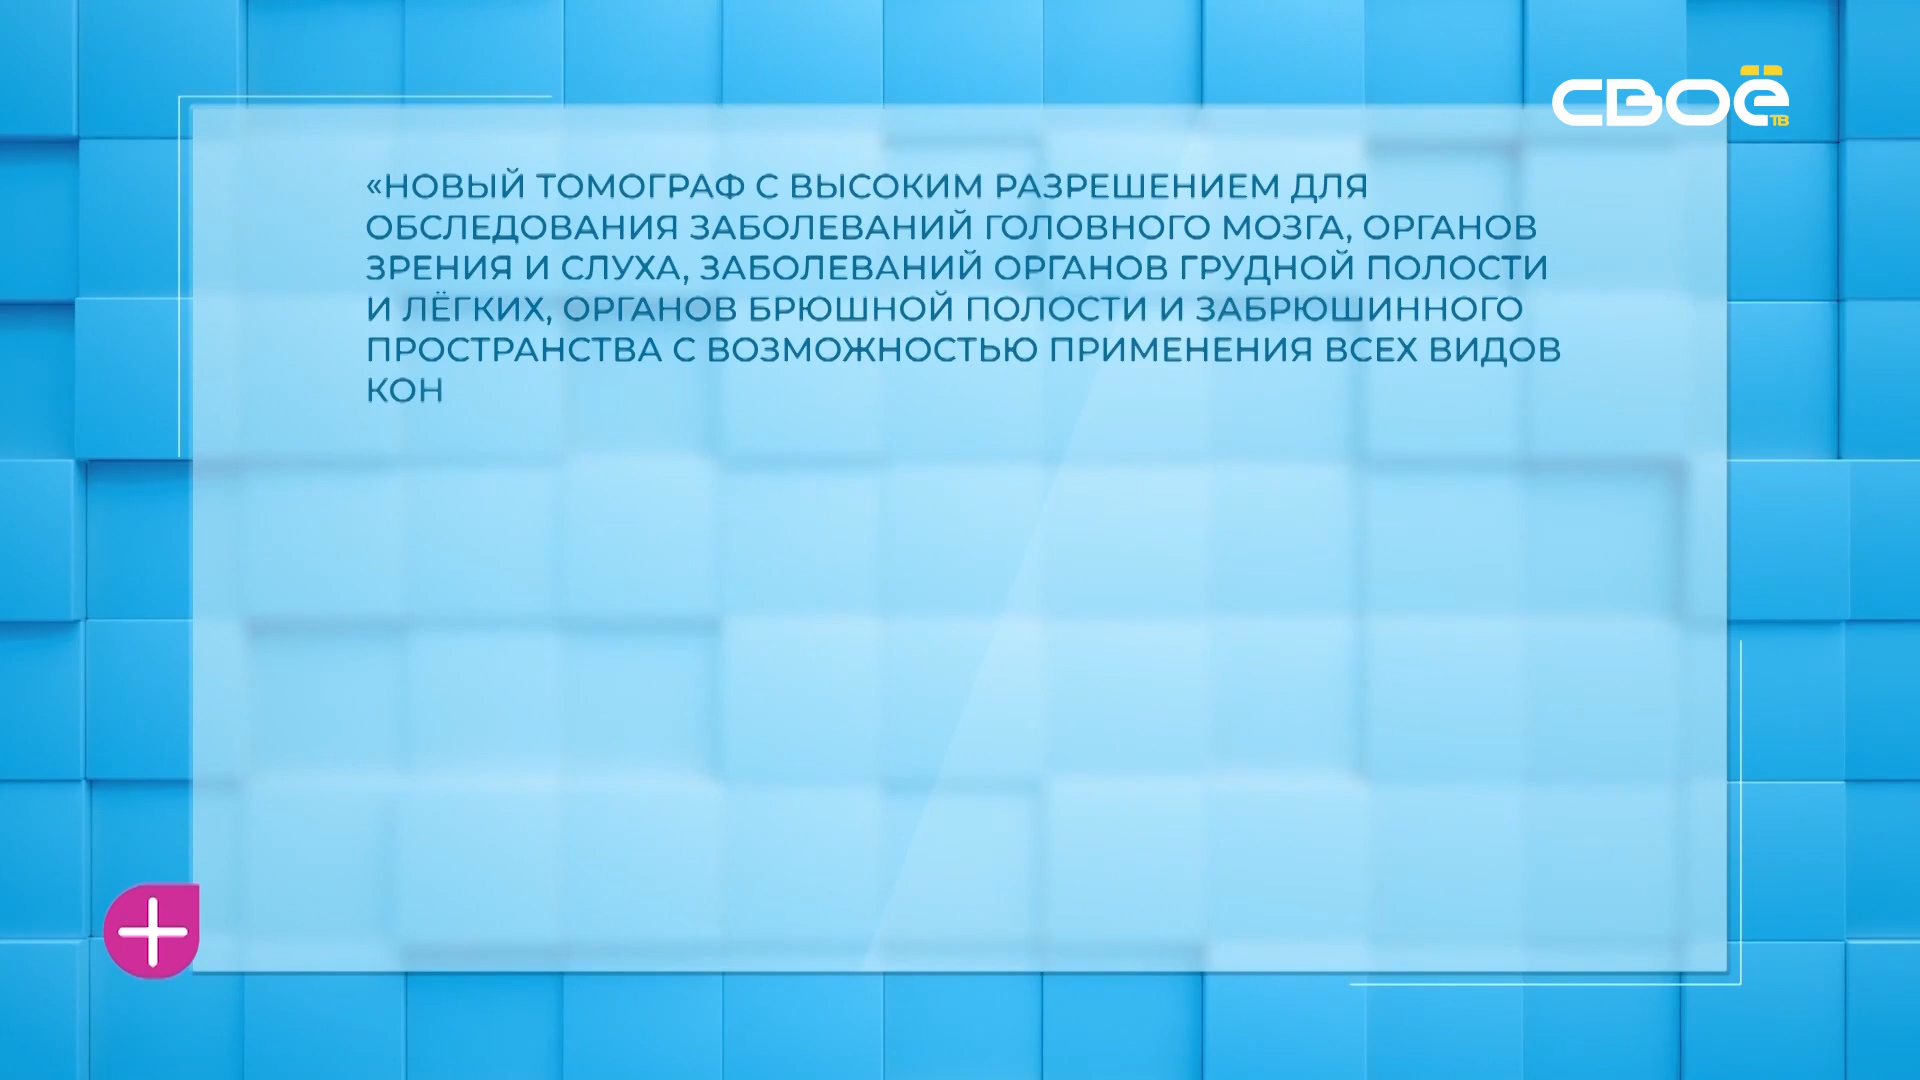 СВОЁ
ТВ
«НОВЫЙ ТОМОГРАФ С ВЫСОКИМ РАЗРЕШЕНИЕМ ДЛЯ
ОБСЛЕДОВАНИЯ ЗАБОЛЕВАНИЙ ГОЛОВНОГО МОЗГА, ОРГАНОВ
ЗРЕНИЯ И СЛУХА, ЗАБОЛЕВАНИЙ ОРГАНОВ ГРУДНОЙ ПОЛОСТИ
И ЛЁГКИХ, ОРГАНОВ БРЮШНОЙ ПОЛОСТИ И ЗАБРЮШИННОГО
ПРОСТРАНСТВА С ВОЗМОЖНОСТЬЮ ПРИМЕНЕНИЯ ВСЕХ ВИДОВ
КОН